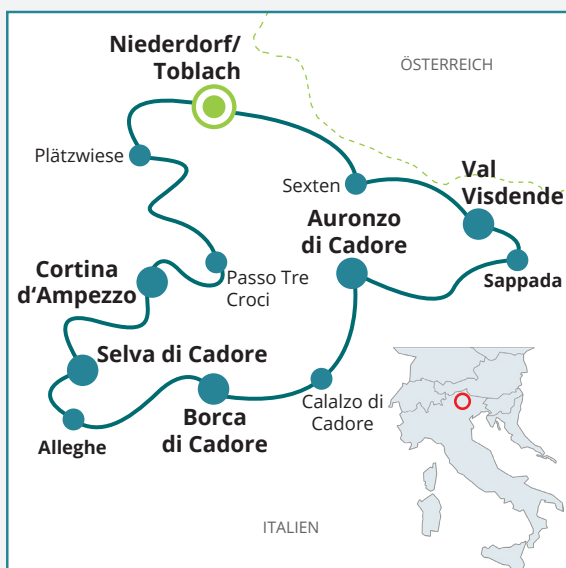 Niederdorf/
Toblach
ÖSTERREICH
Plätzwiese
Sexten
Val
Visdende
Auronzo
di Cadore
Sappada
Cortina
d‘Ampezzo
Passo Tre
Croci
Selva di Cadore
Borca
di Cadore
Calalzo di
Cadore
Alleghe
ITALIEN